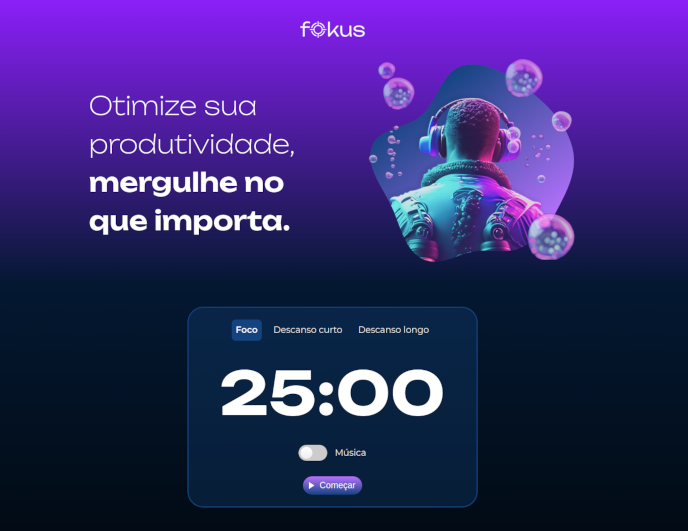 fokus
Otimize sua
produtividade,
mergulhe no
que importa.
Foco Descanso curto Descanso longo
25:00
Música
Começar